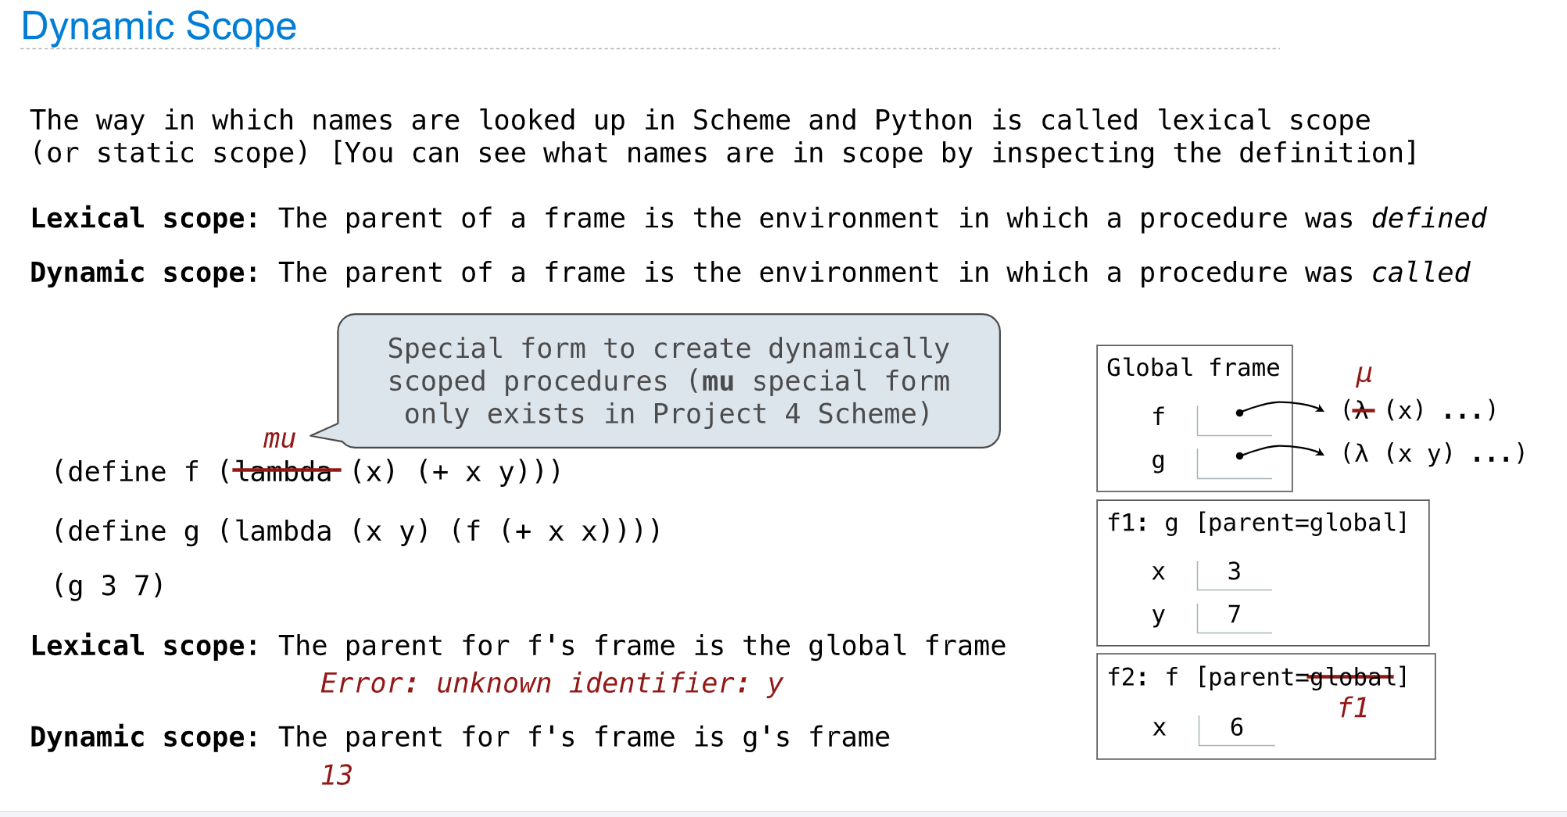 Dynamic Scope
The way in which names are looked up in Scheme and Python is called lexical scope
(or static scope) [You can see what names are in scope by inspecting the definition]
Lexical scope: The parent of a frame is the environment in which a procedure was defined
Dynamic scope: The parent of a frame is the environment in which a procedure was called
Special form to create dynamically
scoped procedures (mu special form
only exists in Project 4 Scheme)
mu
(define f (lambda (x) (+ x y)))
(define g (lambda (x y) (f (+ x x))))
(g 3 7)
Lexical scope: The parent for f's frame is the global frame
Error: unknown identifier: y
Dynamic scope: The parent for f's frame is g's frame
13
Global frame
μ
f (λ (x) ...)
g (λ (x y) ...)
f1: g [parent=global]
x 3
y 7
f2: f [parent=global]
f1
x 6